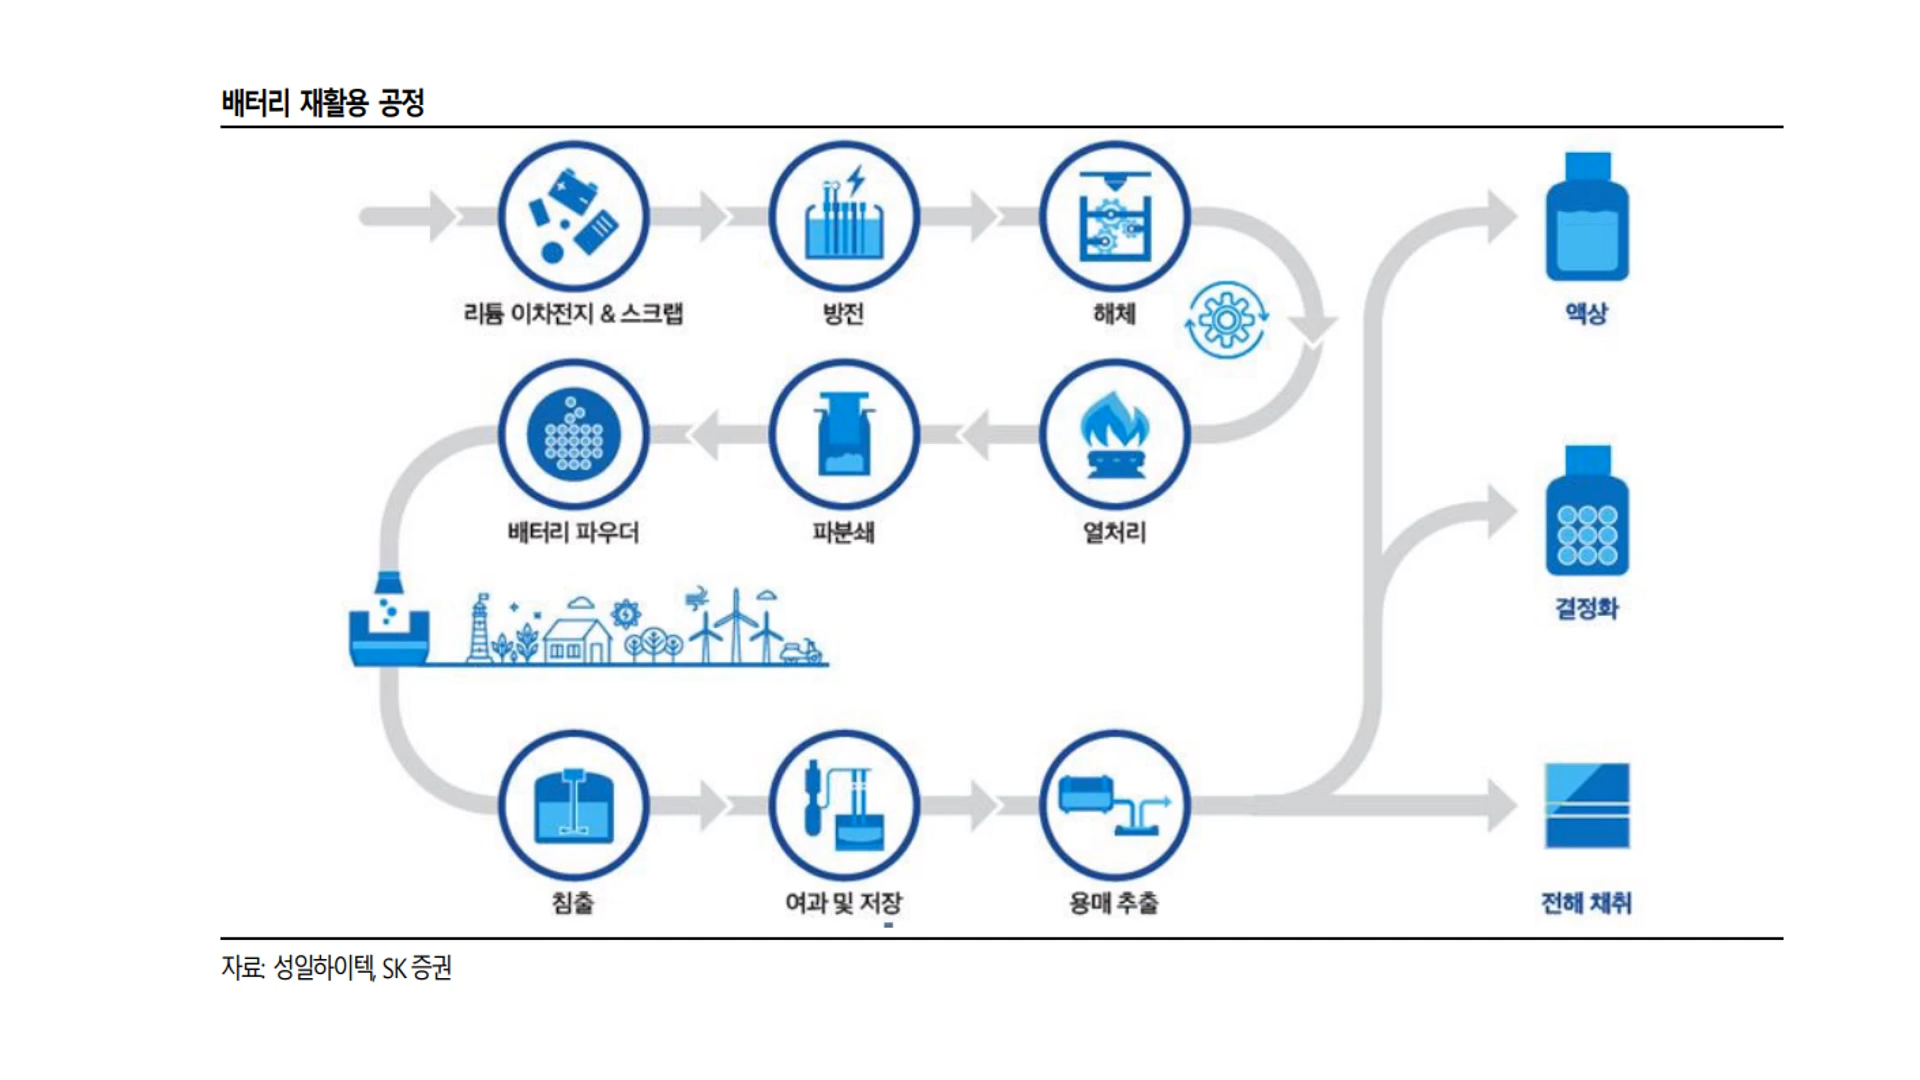 배터리 재활용 공정
리튬 이차전지 & 스크랩
방전
해체
액상
배터리 파우더
파분쇄
열처리
결정화
침출
여과 및 저장
용매 추출
전해 채취
자료: 성일하이텍, SK 증권